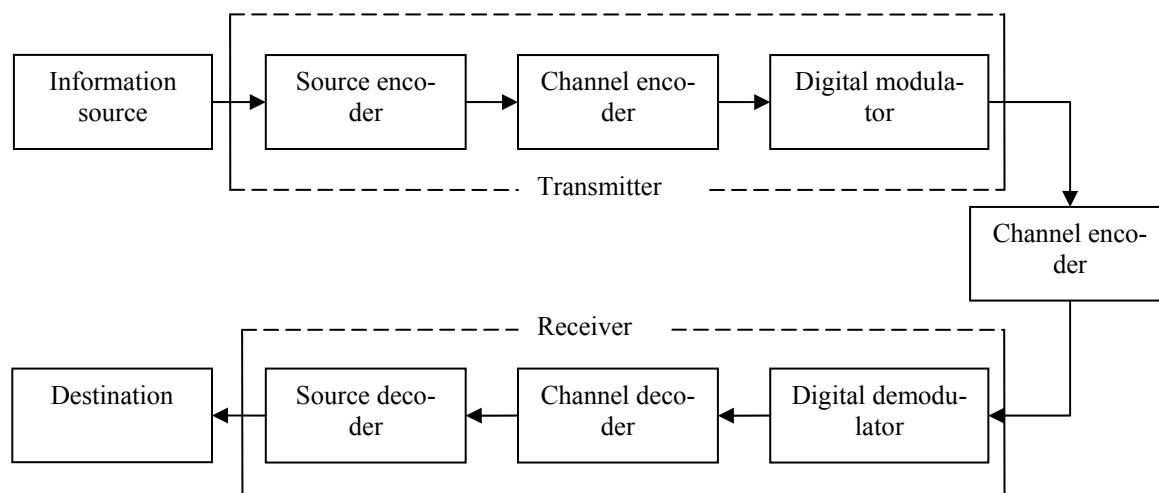 Information
source
Source enco-
der
Channel enco-
der
Digital modula-
tor
Transmitter
Channel enco-
der
Receiver
Destination
Source deco-
der
Channel deco-
der
Digital demodu-
lator